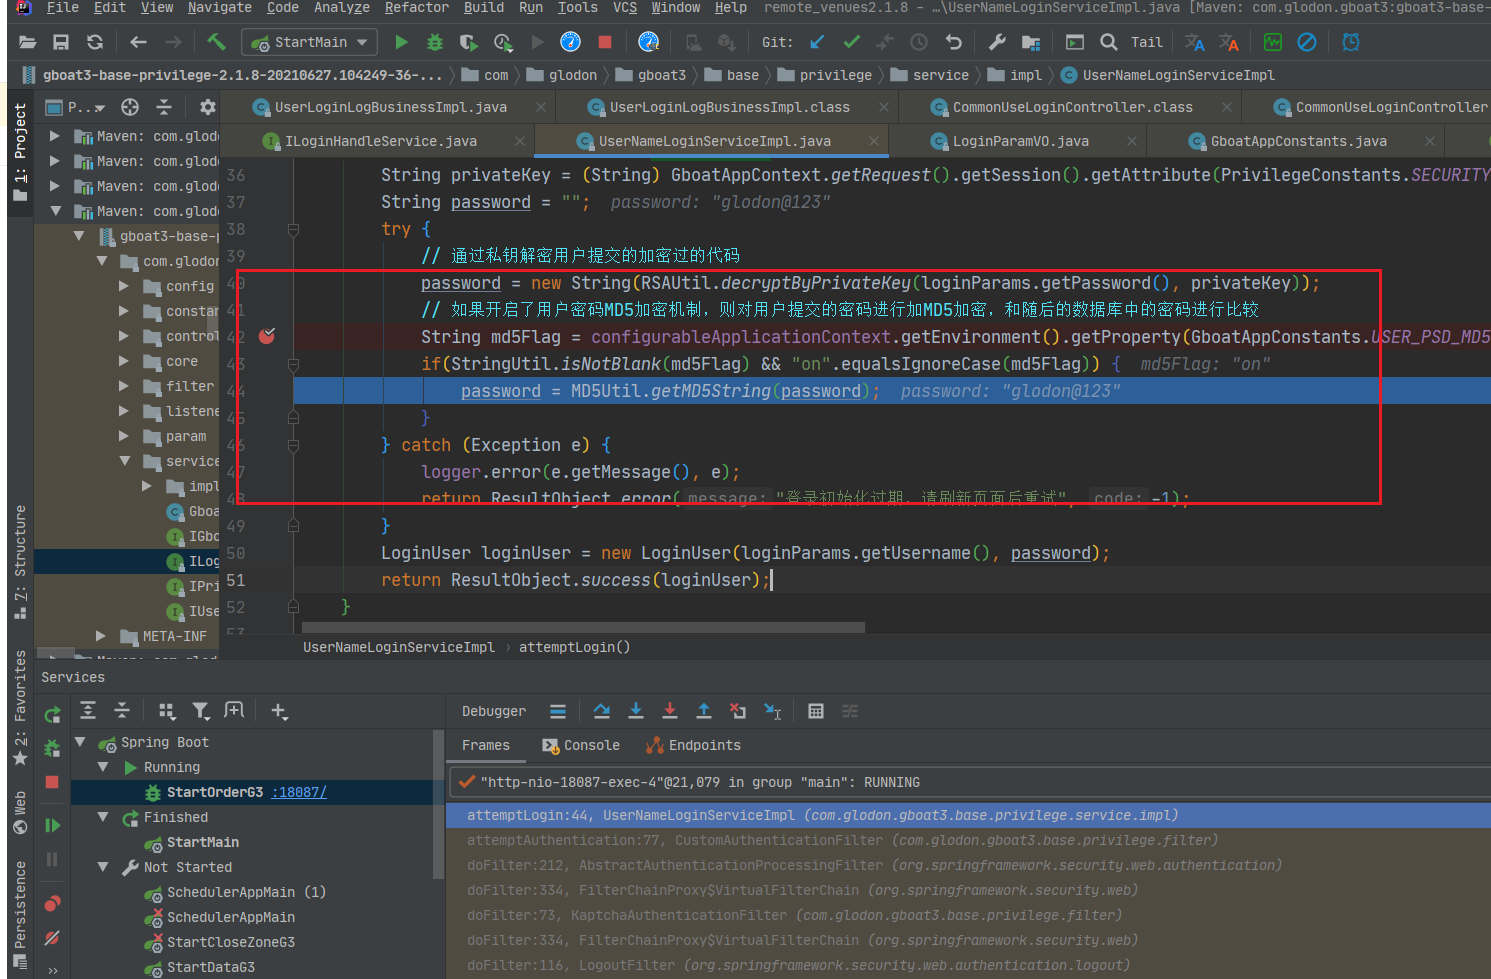 File Edit View Navigate Code Analyze Refactor Build Run Tools VCS Window Help remote_venues2.1.8 - ...\UserNameLoginServiceImpl.java [Maven: com.glodon.gboat3:gboat3-base-
StartMain Git: Tail
gboat3-base-privilege-2.1.8-20210627.104249-36-... com glodon gboat3 base privilege service impl UserNameLoginServiceImpl
P... UserLoginLogBusinessImpl.java UserLoginLogBusinessImpl.class CommonUseLoginController.class CommonUseLoginController
ILoginHandleService.java UserNameLoginServiceImpl.java LoginParamVO.java GboatAppConstants.java
1: Project
7: Structure
2: Favorites
Web
Persistence
Maven: com.glodo
Maven: com.glodo
Maven: com.glodo
Maven: com.glodo
gboat3-base-p
com.glodon
config
constan
control
core
filter
listene
param
service
impl
Gboa
IGbo
ILog
IPri
IUse
META-INF
36 String privateKey = (String) GboatAppContext.getRequest().getSession().getAttribute(PrivilegeConstants.SECURITY
37 String password = ""; password: "glodon@123"
38 try {
39 // 通过私钥解密用户提交的加密过的代码
40 password = new String(RSAUtil.decryptByPrivateKey(loginParams.getPassword(), privateKey));
41 // 如果开启了用户密码MD5加密机制，则对用户提交的密码进行加MD5加密，和随后的数据库中的密码进行比较
42 String md5Flag = configurableApplicationContext.getEnvironment().getProperty(GboatAppConstants.USER_PSD_MD5
43 if(StringUtil.isNotBlank(md5Flag) && "on".equalsIgnoreCase(md5Flag)) { md5Flag: "on"
44 password = MD5Util.getMD5String(password); password: "glodon@123"
45 }
46 } catch (Exception e) {
47 logger.error(e.getMessage(), e);
48 return ResultObject.error( message: "登录初始化过期，请刷新页面后重试", code: -1);
49 }
50 LoginUser loginUser = new LoginUser(loginParams.getUsername(), password);
51 return ResultObject.success(loginUser);
52 }
53
UserNameLoginServiceImpl › attemptLogin()
Services
Spring Boot
Running
StartOrderG3 :18087/
Finished
StartMain
Not Started
SchedulerAppMain (1)
SchedulerAppMain
StartCloseZoneG3
StartDataG3
Debugger
Frames Console Endpoints
"http-nio-18087-exec-4"@21,079 in group "main": RUNNING
attemptLogin:44, UserNameLoginServiceImpl (com.glodon.gboat3.base.privilege.service.impl)
attemptAuthentication:77, CustomAuthenticationFilter (com.glodon.gboat3.base.privilege.filter)
doFilter:212, AbstractAuthenticationProcessingFilter (org.springframework.security.web.authentication)
doFilter:334, FilterChainProxy$VirtualFilterChain (org.springframework.security.web)
doFilter:73, KaptchaAuthenticationFilter (com.glodon.gboat3.base.privilege.filter)
doFilter:334, FilterChainProxy$VirtualFilterChain (org.springframework.security.web)
doFilter:116, LogoutFilter (org.springframework.security.web.authentication.logout)